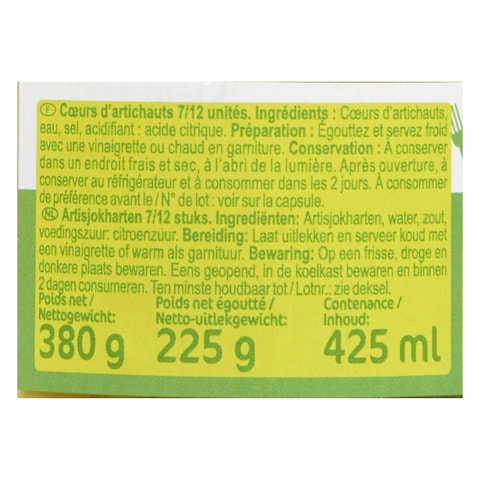 F Cœurs d'artichauts 7/12 unités. Ingrédients : Cœurs d'artichauts,
eau, sel, acidifiant : acide citrique. Préparation : Égouttez et servez froid
avec une vinaigrette ou chaud en garniture. Conservation : À conserver
dans un endroit frais et sec, à l'abri de la lumière. Après ouverture, à
conserver au réfrigérateur et à consommer dans les 2 jours. À consommer
de préférence avant le / N° de lot : voir sur la capsule.
NL Artisjokharten 7/12 stuks. Ingrediënten: Artisjokharten, water, zout,
voedingszuur: citroenzuur. Bereiding: Laat uitlekken en serveer koud met
een vinaigrette of warm als garnituur. Bewaring: Op een frisse, droge en
donkere plaats bewaren. Eens geopend, in de koelkast bewaren en binnen
2 dagen consumeren. Ten minste houdbaar tot / Lotnr.: zie deksel.
Poids net / Poids net égoutté / Contenance /
Nettogewicht: Netto-uitlekgewicht: Inhoud:
380 g 225 g 425 ml